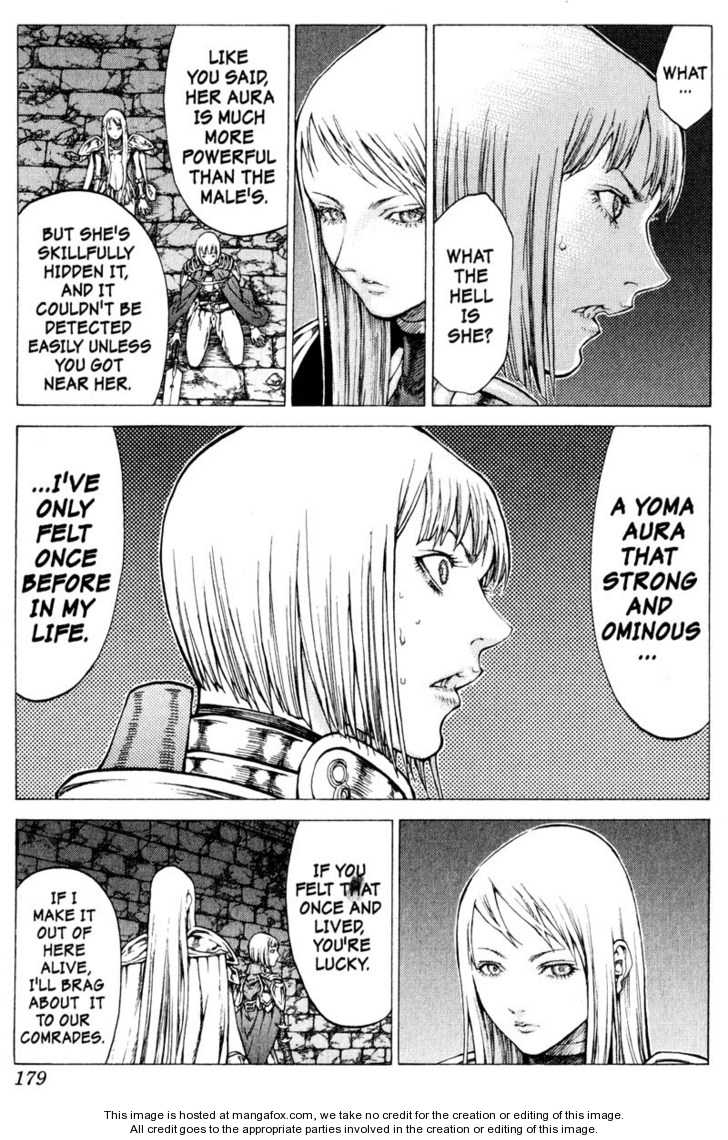 WHAT
...
WHAT
THE
HELL
IS
SHE?
LIKE
YOU SAID,
HER AURA
IS MUCH
MORE
POWERFUL
THAN THE
MALE'S.
BUT SHE'S
SKILLFULLY
HIDDEN IT,
AND IT
COULDN'T BE
DETECTED
EASILY UNLESS
YOU GOT
NEAR HER.
A YOMA
AURA
THAT
STRONG
AND
OMINOUS
...
...I'VE
ONLY
FELT
ONCE
BEFORE
IN MY
LIFE.
IF YOU
FELT THAT
ONCE AND
LIVED,
YOU'RE
LUCKY.
IF I
MAKE IT
OUT OF
HERE
ALIVE,
I'LL BRAG
ABOUT IT
TO OUR
COMRADES.
179
This image is hosted at mangafox.com, we take no credit for the creation or editing of this image.
All credit goes to the appropriate parties involved in the creation or editing of this image.